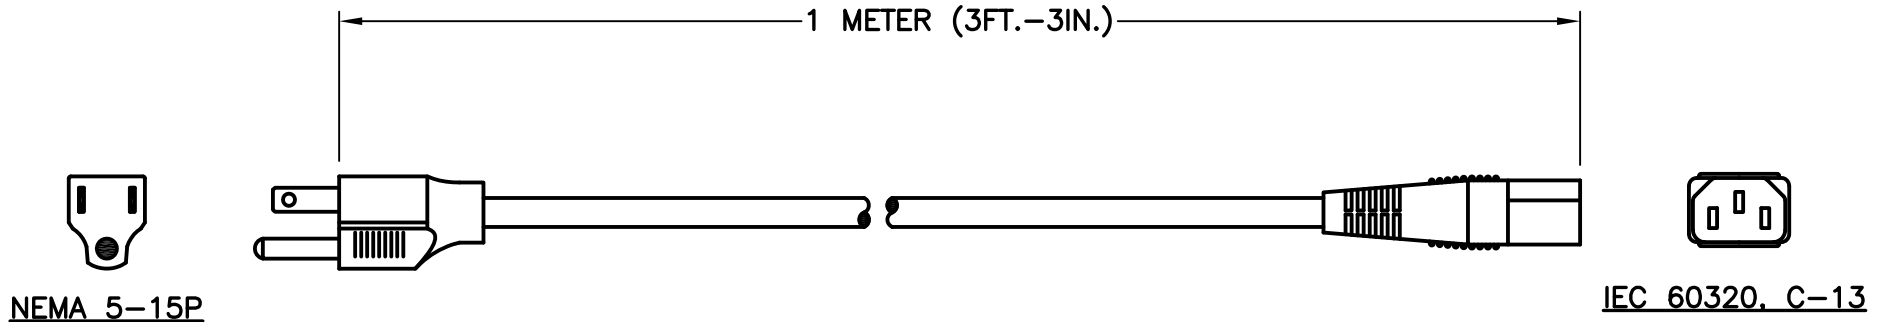 1 METER (3FT.-3IN.)
NEMA 5-15P
IEC 60320, C-13